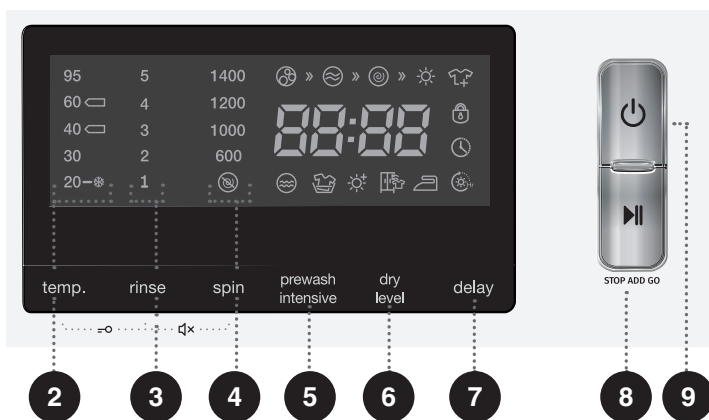 95 5 1400 » » »
60 4 1200
40 3 1000 88:88
30 2 600
20 1
temp. rinse spin prewash intensive dry level delay
STOP ADD GO
2 3 4 5 6 7 8 9